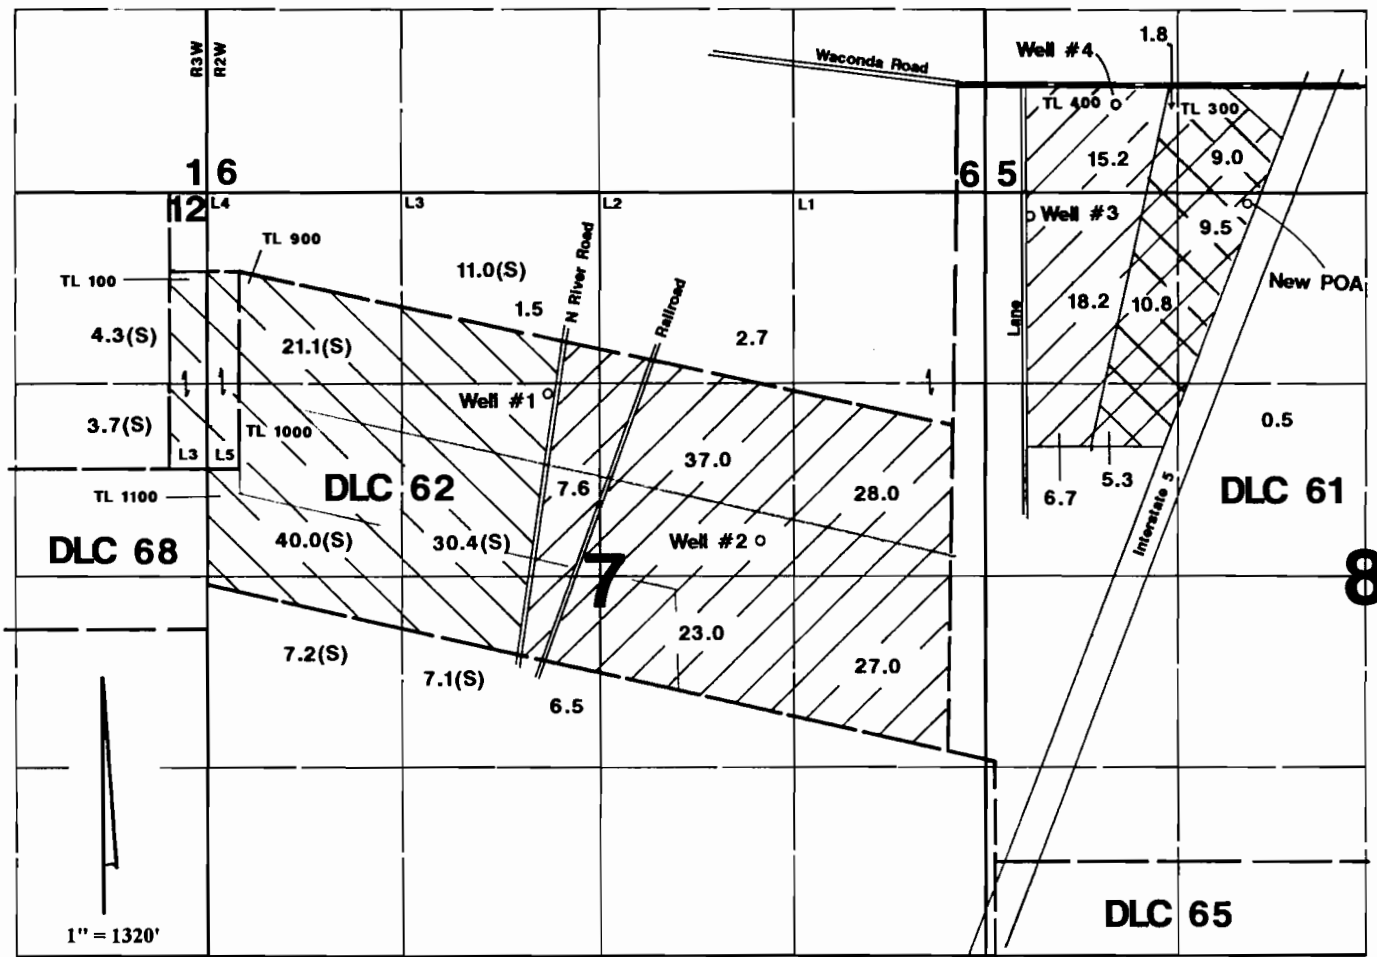 R3W
R2W
Waconda Road
Well #4
1.8
TL 400
TL 300
15.2
9.0
1 6
6 5
12
L4
L3
L2
L1
Well #3
9.5
TL 900
TL 100
11.0(S)
1.5
N River Road
Railroad
2.7
Lane
18.2
10.8
New POA
4.3(S)
21.1(S)
Well #1
3.7(S)
TL 1000
0.5
L3
L5
37.0
7.6
28.0
6.7
5.3
Interstate 5
DLC 61
TL 1100
DLC 62
DLC 68
40.0(S)
30.4(S)
Well #2
7
8
23.0
27.0
7.2(S)
7.1(S)
6.5
DLC 65
1" = 1320'